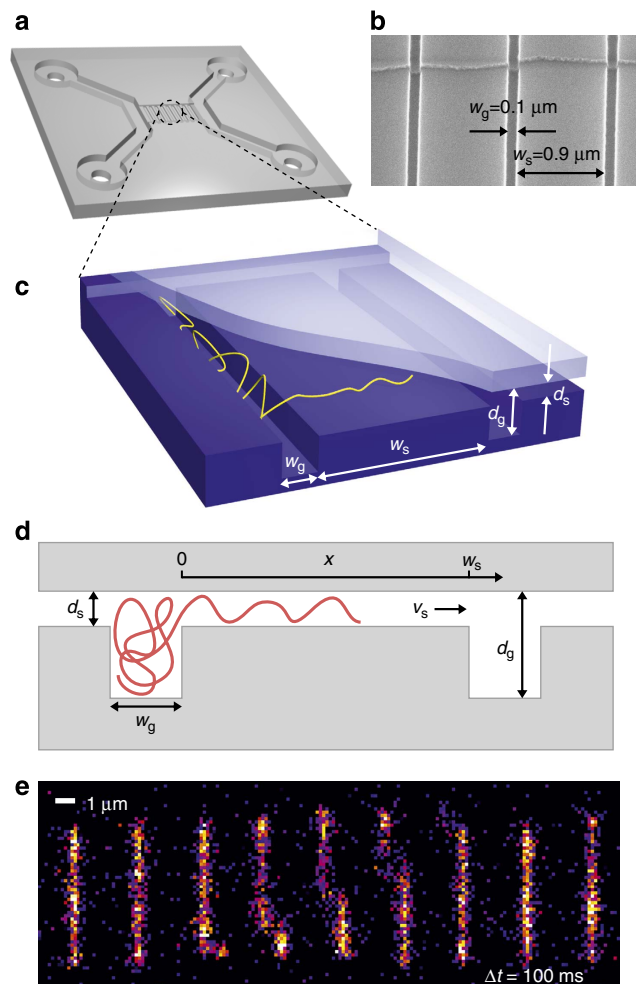 a
b
w_g=0.1 μm
w_s=0.9 μm
c
d_s
d_g
w_g
w_s
d
0
x
w_s
d_s
v_s
d_g
w_g
e
1 μm
Δt = 100 ms